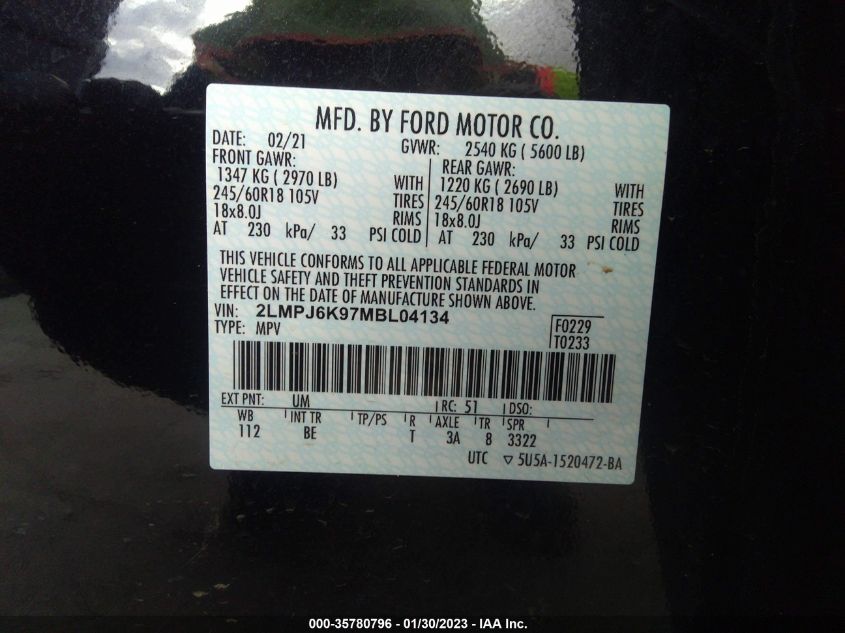 MFD. BY FORD MOTOR CO.
DATE: 02/21 GVWR: 2540 KG ( 5600 LB)
FRONT GAWR: REAR GAWR:
1347 KG ( 2970 LB) WITH 1220 KG ( 2690 LB) WITH
245/60R18 105V TIRES 245/60R18 105V TIRES
18x8.0J RIMS 18x8.0J RIMS
AT 230 kPa/ 33 PSI COLD AT 230 kPa/ 33 PSI COLD
THIS VEHICLE CONFORMS TO ALL APPLICABLE FEDERAL MOTOR
VEHICLE SAFETY AND THEFT PREVENTION STANDARDS IN
EFFECT ON THE DATE OF MANUFACTURE SHOWN ABOVE.
VIN: 2LMPJ6K97MBL04134 F0229
TYPE: MPV T0233
EXT PNT: UM RC: 51 DSO:
WB INT TR TP/PS R AXLE TR SPR
112 BE T 3A 8 3322
UTC ▽ 5U5A-1520472-BA
000-35780796 - 01/30/2023 - IAA Inc.